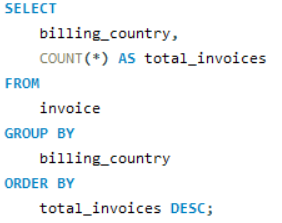 SELECT
    billing_country,
    COUNT(*) AS total_invoices
FROM
    invoice
GROUP BY
    billing_country
ORDER BY
    total_invoices DESC;